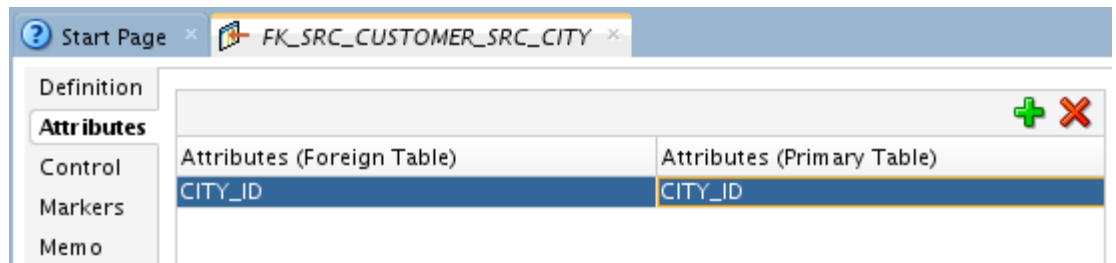 Start Page FK_SRC_CUSTOMER_SRC_CITY
Definition
Attributes
Control
Markers
Memo
Attributes (Foreign Table) Attributes (Primary Table)
CITY_ID CITY_ID